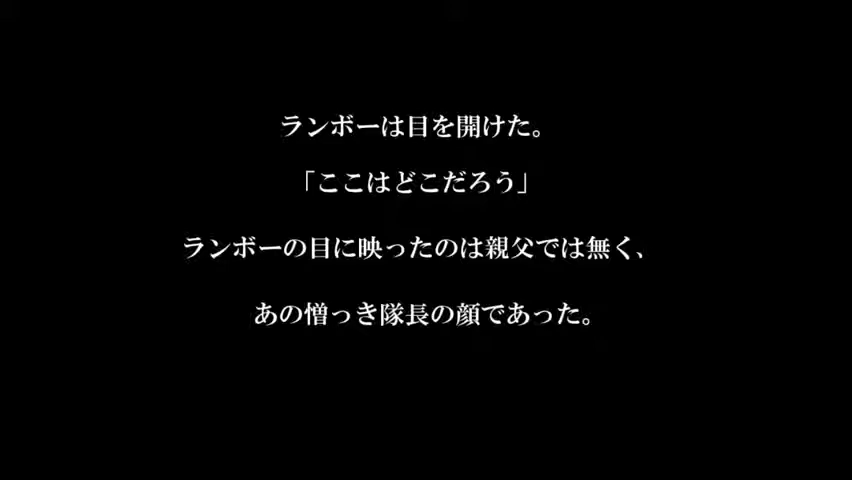 ランボーは目を開けた。
「ここはどこだろう」
ランボーの目に映ったのは親父では無く、
あの憎っき隊長の顔であった。